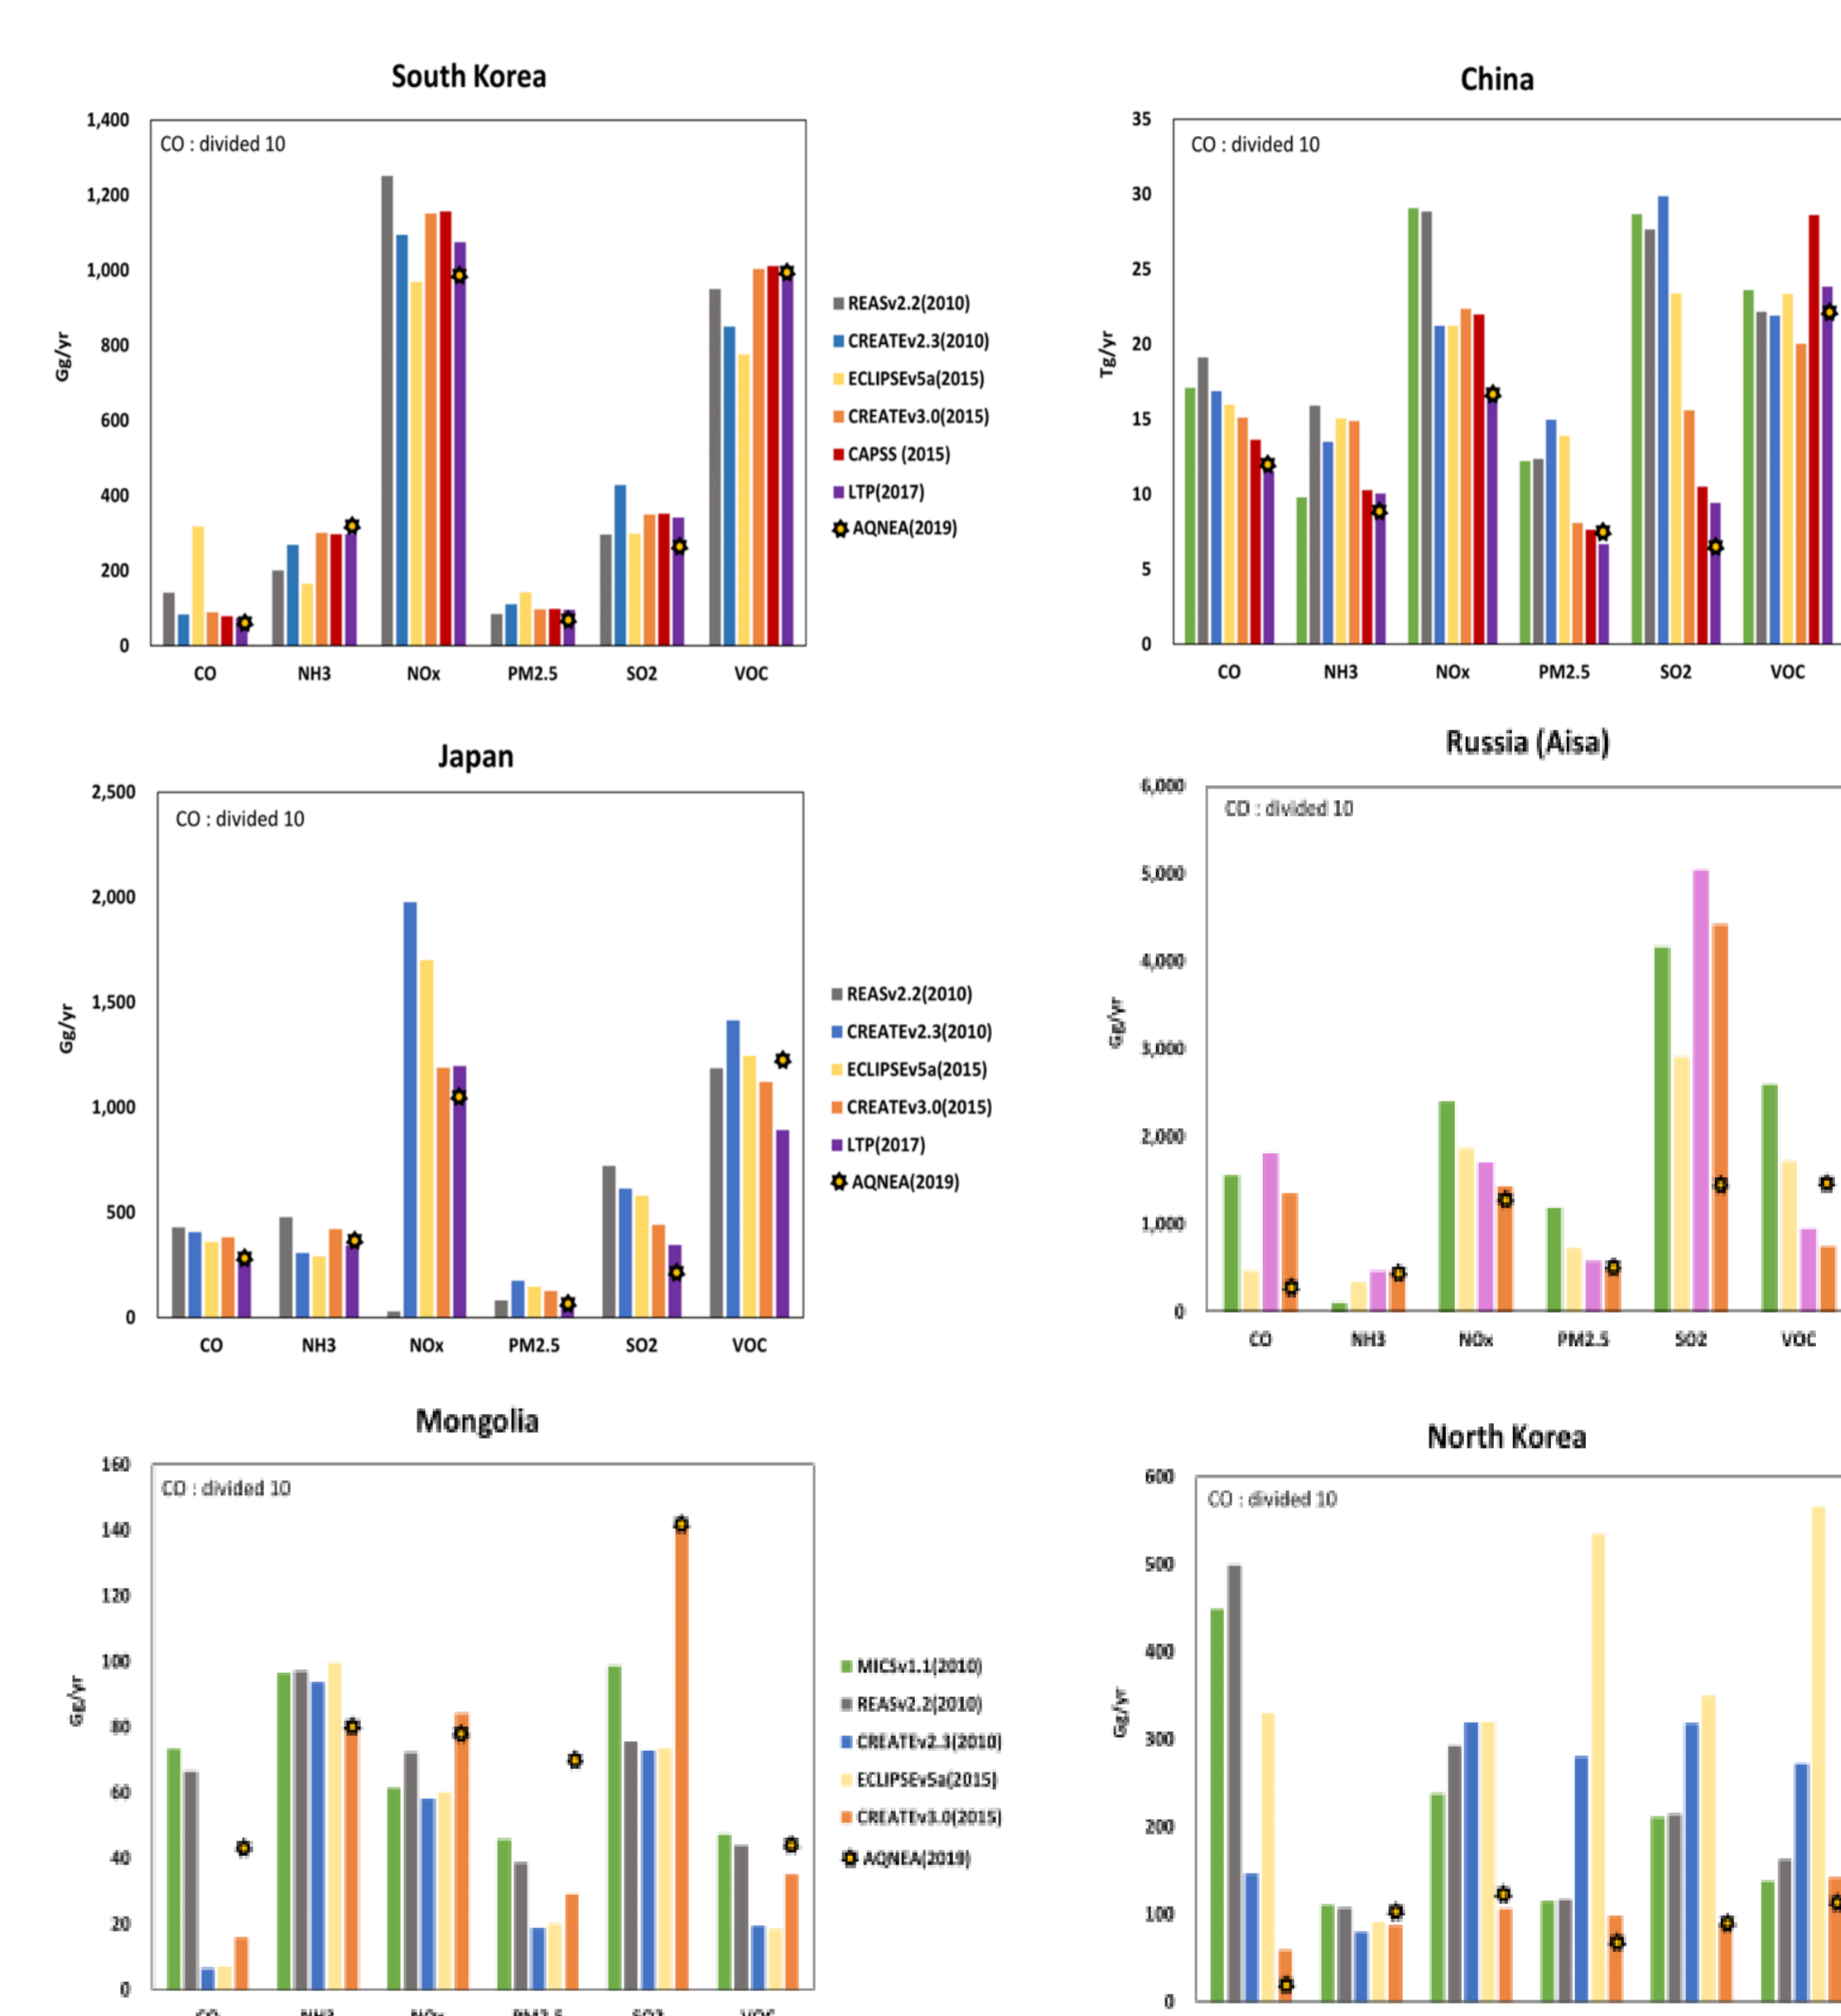 South Korea
1,400
1,200
1,000
800
600
400
200
0
Gg/yr
CO : divided 10
CO NH3 NOx PM2.5 SO2 VOC
REASv2.2(2010)
CREATEv2.3(2010)
ECLIPSEv5a(2015)
CREATEv3.0(2015)
CAPSS (2015)
LTP(2017)
AQNEA(2019)
China
35
30
25
20
15
10
5
0
Tg/yr
CO : divided 10
CO NH3 NOx PM2.5 SO2 VOC
Japan
2,500
2,000
1,500
1,000
500
0
Gg/yr
CO : divided 10
CO NH3 NOx PM2.5 SO2 VOC
REASv2.2(2010)
CREATEv2.3(2010)
ECLIPSEv5a(2015)
CREATEv3.0(2015)
LTP(2017)
AQNEA(2019)
Russia (Aisa)
6,000
5,000
4,000
3,000
2,000
1,000
0
Gg/yr
CO : divided 10
CO NH3 NOx PM2.5 SO2 VOC
Mongolia
160
140
120
100
80
60
40
20
0
Gg/yr
CO : divided 10
CO NH3 NOx PM2.5 SO2 VOC
MICSv1.1(2010)
REASv2.2(2010)
CREATEv2.3(2010)
ECLIPSEv5a(2015)
CREATEv3.0(2015)
AQNEA(2019)
North Korea
600
500
400
300
200
100
0
Gg/yr
CO : divided 10